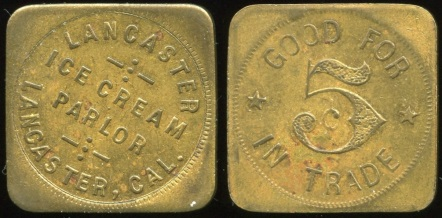 LANCASTER
ICE CREAM
PARLOR
LANCASTER, CAL.
GOOD FOR
5¢
IN TRADE